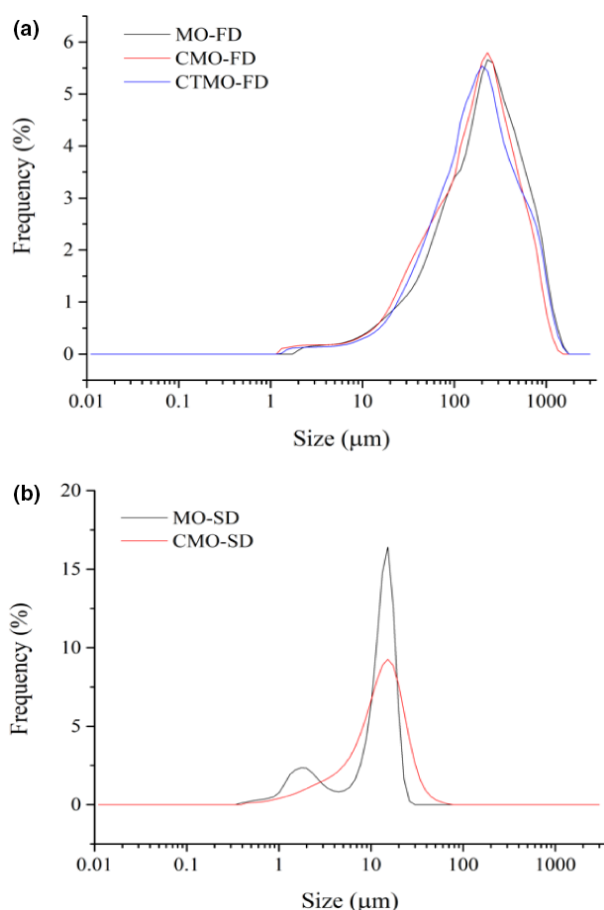 (a)
MO-FD
CMO-FD
CTMO-FD
Frequency (%)
6
5
4
3
2
1
0
0.01 0.1 1 10 100 1000
Size (μm)
(b)
MO-SD
CMO-SD
Frequency (%)
20
15
10
5
0
0.01 0.1 1 10 100 1000
Size (μm)